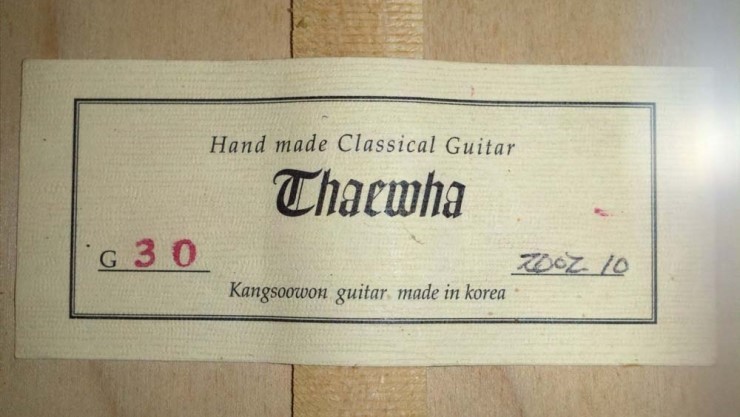 Hand made Classical Guitar
Thaewha
G 30 2002. 10
Kangsoowon guitar. made in korea